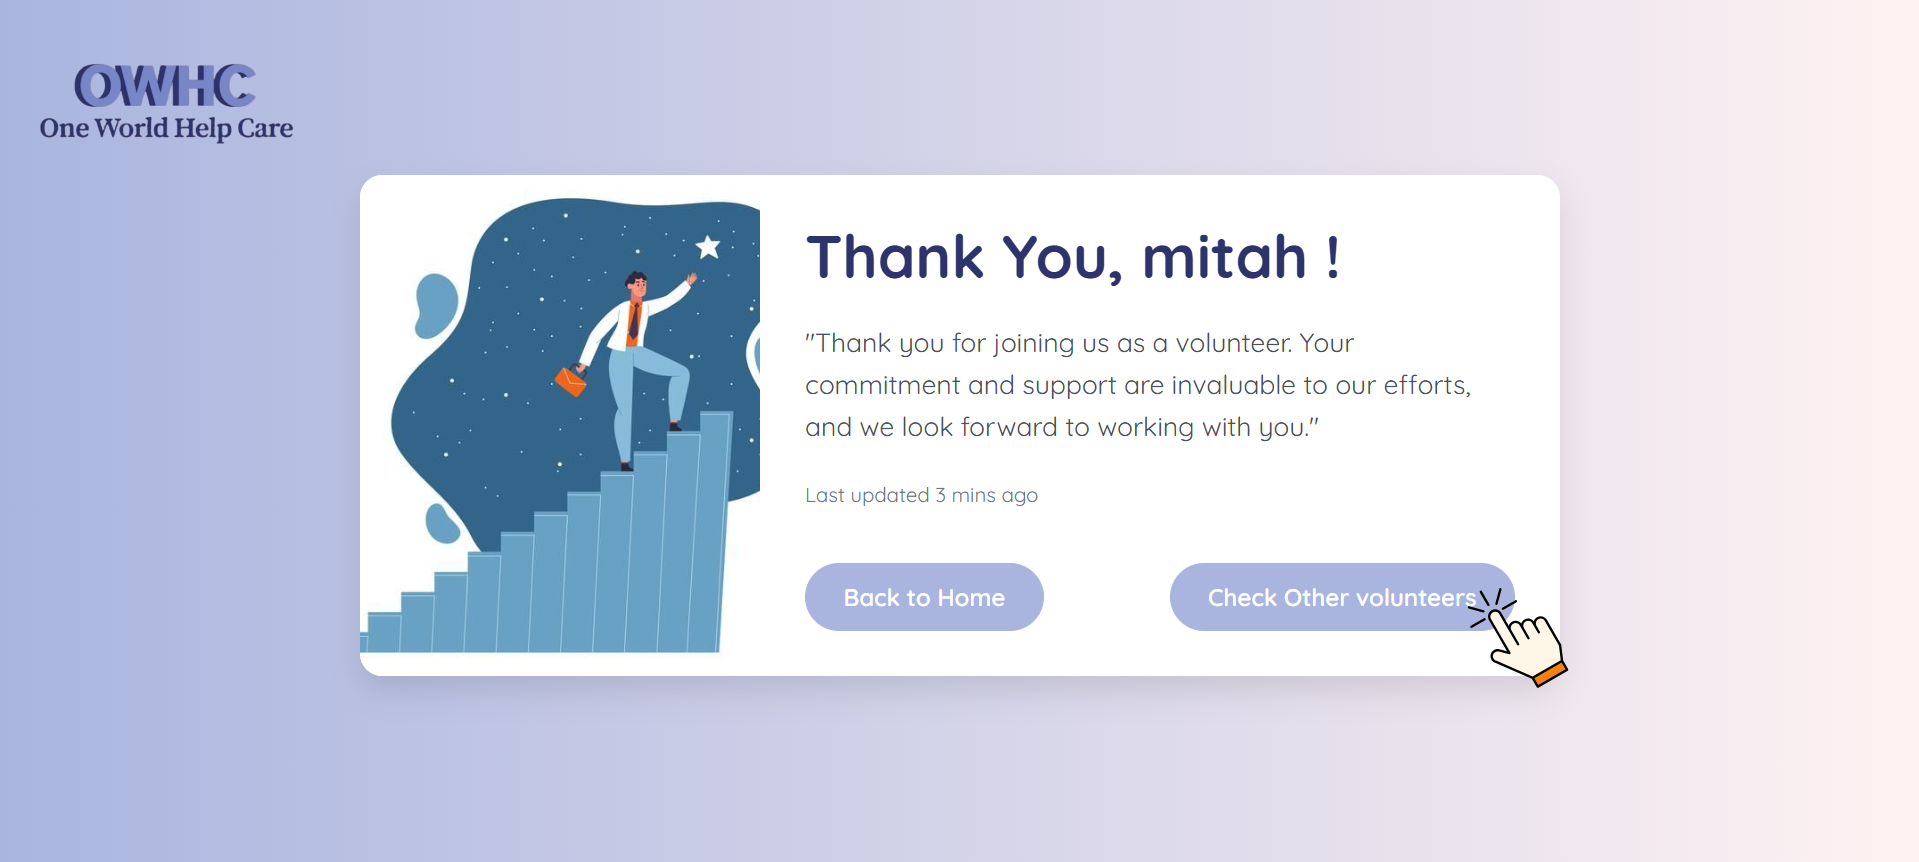 OWHC
One World Help Care
Thank You, mitah !
"Thank you for joining us as a volunteer. Your
commitment and support are invaluable to our efforts,
and we look forward to working with you."
Last updated 3 mins ago
Back to Home
Check Other volunteers